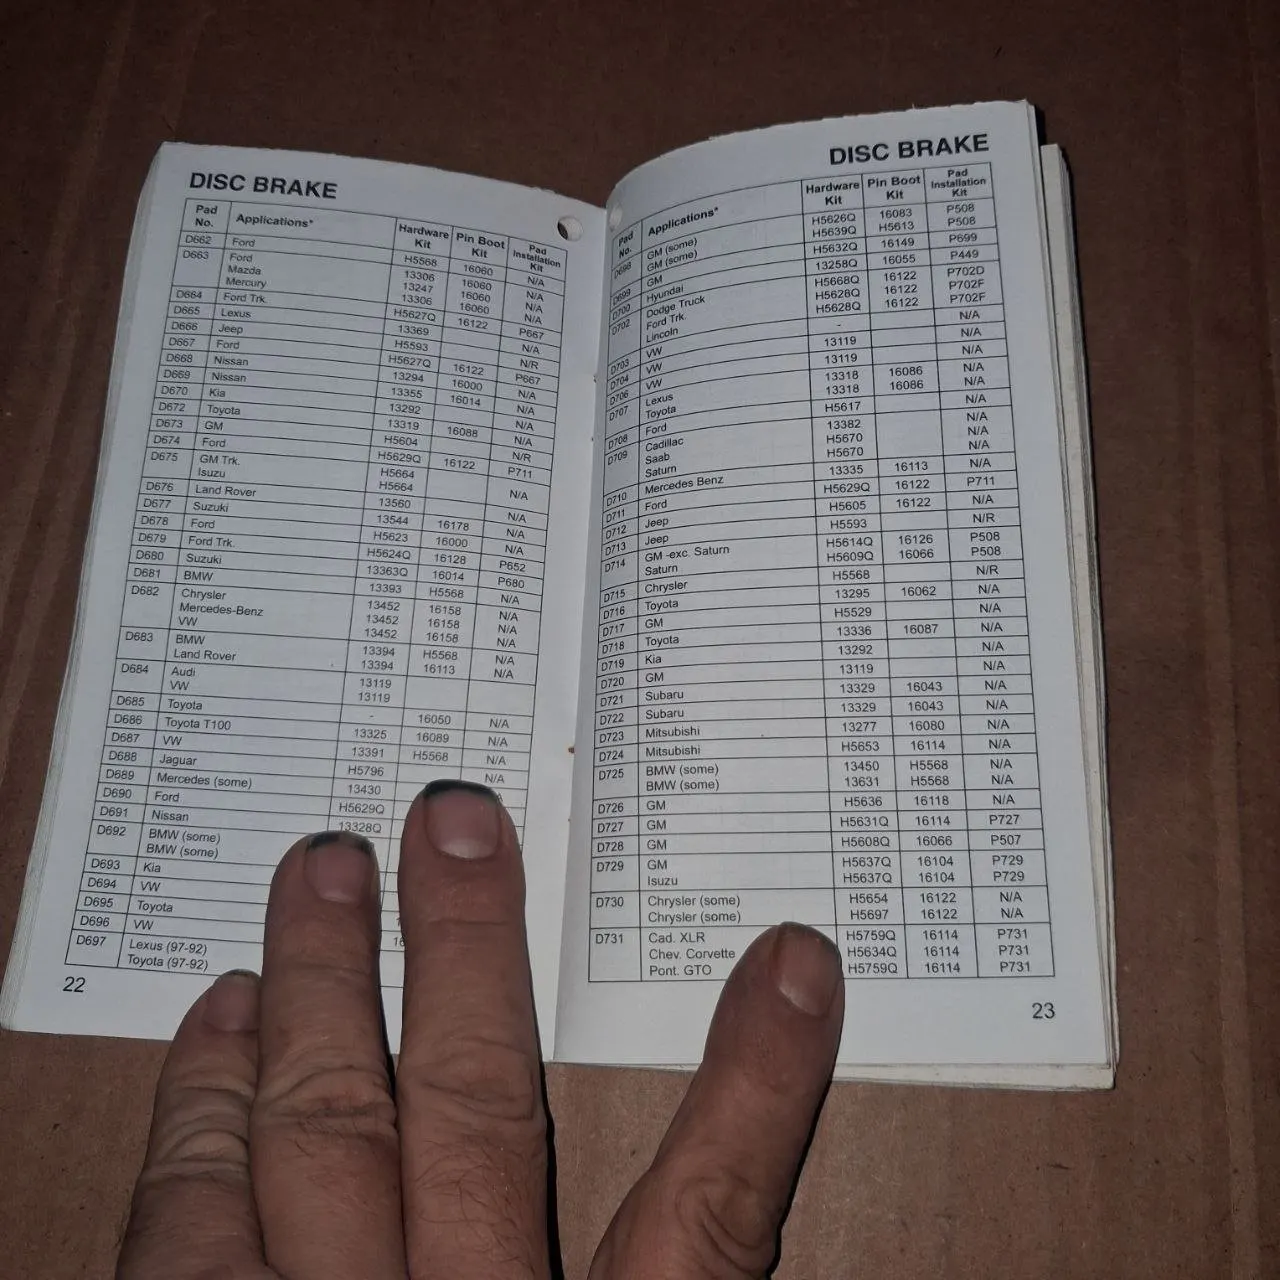 DISC BRAKE
Pad No. Applications* Hardware Kit Pin Boot Kit Pad Installation Kit
D662 Ford H5568 16060 N/A
D663 Ford 13306 16060 N/A
Mazda 13247 16060 N/A
Mercury 13306 16060 N/A
D664 Ford Trk. H5627Q 16122 P667
D665 Lexus 13369 N/A
D666 Jeep H5593 N/R
D667 Ford H5627Q 16122 P667
D668 Nissan 13294 16000 N/A
D669 Nissan 13355 16014 N/A
D670 Kia 13292 N/A
D672 Toyota 13319 16088 N/A
D673 GM H5604 N/R
D674 Ford H5629Q 16122 P711
D675 GM Trk. H5664 N/A
Isuzu H5664
D676 Land Rover 13560 N/A
D677 Suzuki 13544 16178 N/A
D678 Ford H5623 16000 N/A
D679 Ford Trk. H5624Q 16128 P652
D680 Suzuki 13363Q 16014 P680
D681 BMW 13393 H5568 N/A
D682 Chrysler 13452 16158 N/A
Mercedes-Benz 13452 16158 N/A
VW 13452 16158 N/A
D683 BMW 13394 H5568 N/A
Land Rover 13394 16113 N/A
D684 Audi 13119
VW 13119
D685 Toyota - 16050 N/A
D686 Toyota T100 13325 16089 N/A
D687 VW 13391 H5568 N/A
D688 Jaguar H5796
D689 Mercedes (some) 13430
D690 Ford H5629Q
D691 Nissan 13328Q
D692 BMW (some)
BMW (some)
D693 Kia
D694 VW
D695 Toyota
D696 VW
D697 Lexus (97-92)
Toyota (97-92)
22
DISC BRAKE
Pad No. Applications* Hardware Kit Pin Boot Kit Pad Installation Kit
D698 GM (some) H5626Q 16083 P508
GM (some) H5639Q H5613 P508
D699 GM H5632Q 16149 P699
D700 Hyundai 13258Q 16055 P449
D702 Dodge Truck H5668Q 16122 P702D
Ford Trk. H5628Q 16122 P702F
Lincoln H5628Q 16122 P702F
D703 VW - N/A
D704 VW 13119 N/A
D706 VW 13119 N/A
D707 Lexus 13318 16086 N/A
Toyota 13318 16086 N/A
D708 Ford H5617 N/A
D709 Cadillac 13382 N/A
Saab H5670 N/A
Saturn H5670 N/A
D710 Mercedes Benz 13335 16113 N/A
D711 Ford H5629Q 16122 P711
D712 Jeep H5605 16122 N/A
D713 Jeep H5593 N/R
D714 GM -exc. Saturn H5614Q 16126 P508
Saturn H5609Q 16066 P508
D715 Chrysler H5568 N/R
D716 Toyota 13295 16062 N/A
D717 GM H5529 N/A
D718 Toyota 13336 16087 N/A
D719 Kia 13292 N/A
D720 GM 13119 N/A
D721 Subaru 13329 16043 N/A
D722 Subaru 13329 16043 N/A
D723 Mitsubishi 13277 16080 N/A
D724 Mitsubishi H5653 16114 N/A
D725 BMW (some) 13450 H5568 N/A
BMW (some) 13631 H5568 N/A
D726 GM H5636 16118 N/A
D727 GM H5631Q 16114 P727
D728 GM H5608Q 16066 P507
D729 GM H5637Q 16104 P729
Isuzu H5637Q 16104 P729
D730 Chrysler (some) H5654 16122 N/A
Chrysler (some) H5697 16122 N/A
D731 Cad. XLR H5759Q 16114 P731
Chev. Corvette H5634Q 16114 P731
Pont. GTO H5759Q 16114 P731
23